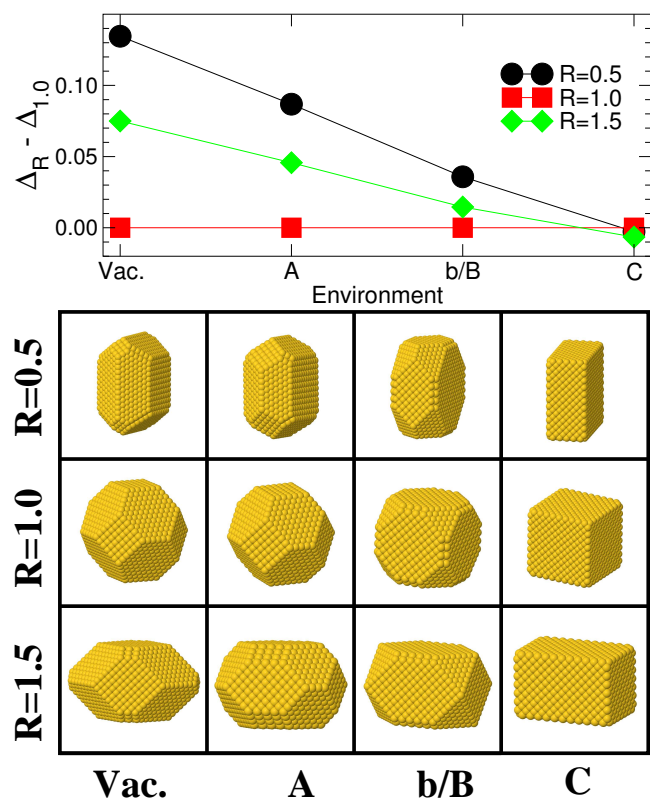 Δ_R - Δ_1.0
0.10
0.05
0.00
R=0.5
R=1.0
R=1.5
Vac. A b/B C
Environment
R=0.5
R=1.0
R=1.5
Vac. A b/B C